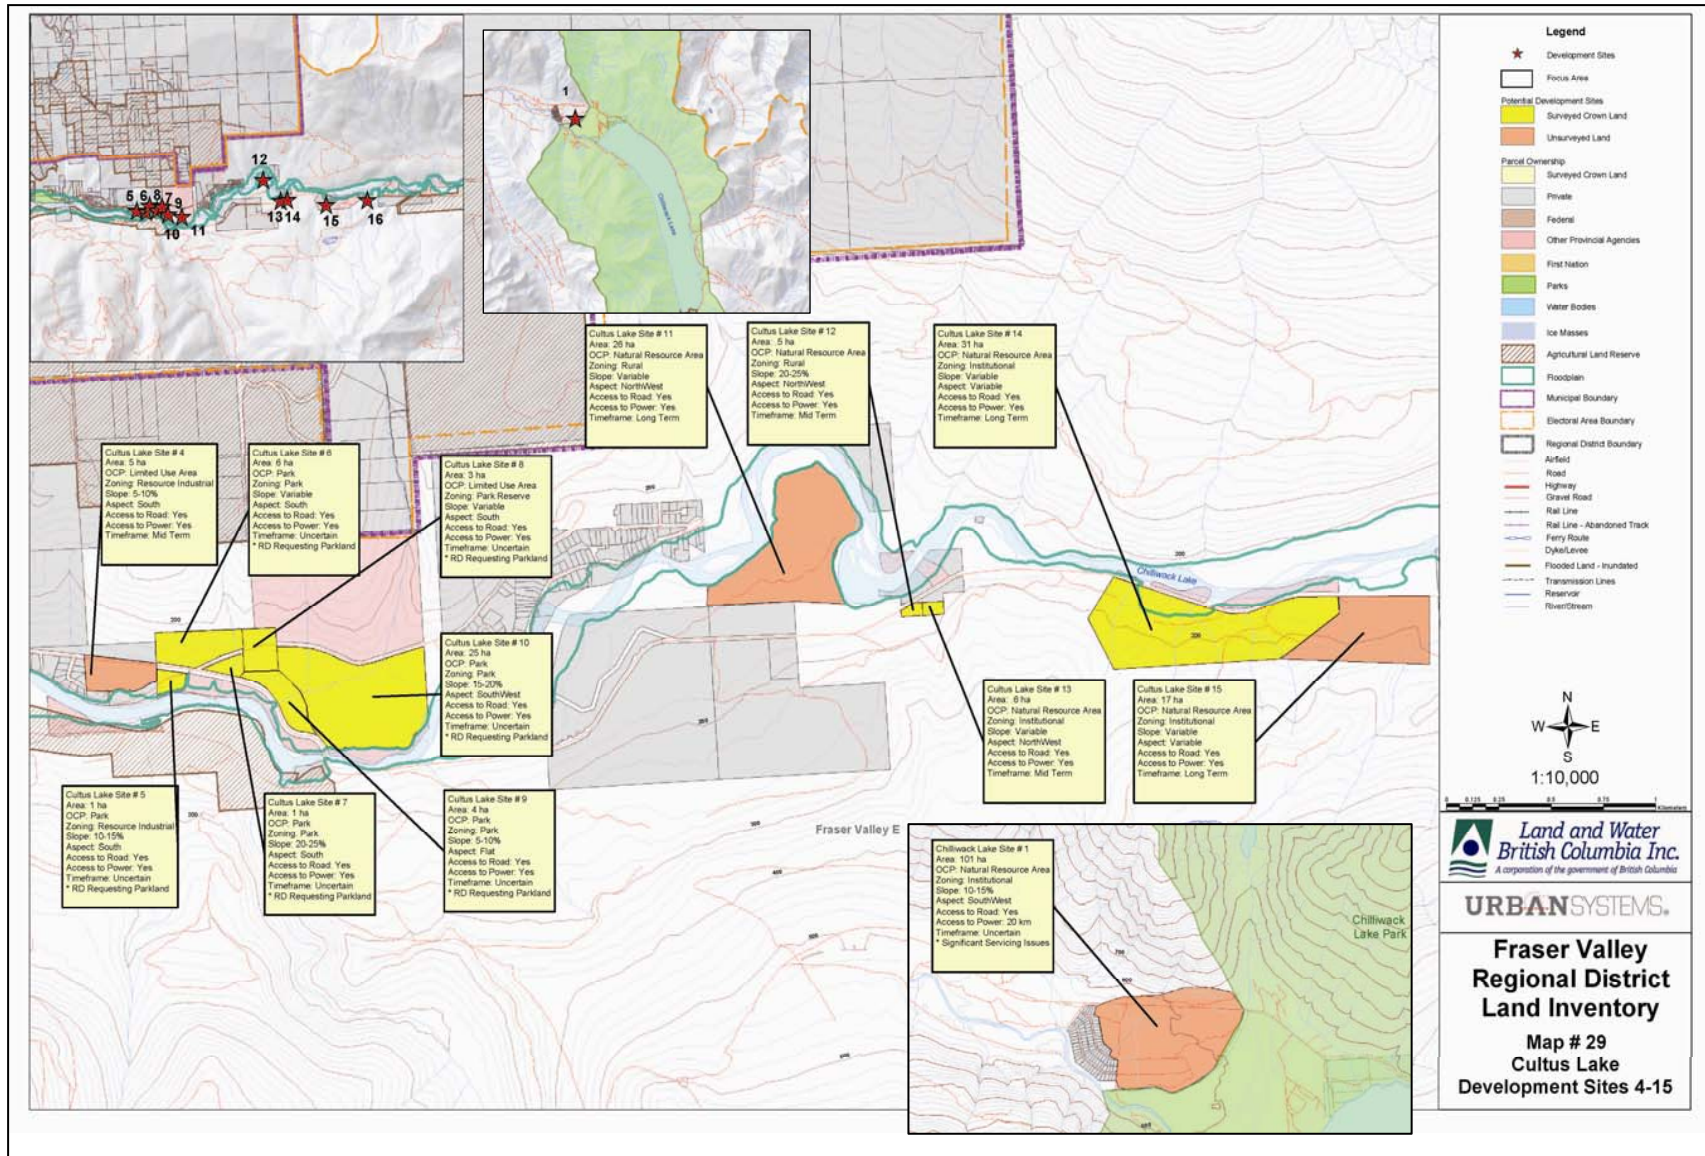 12
5 6 8 7 9
10 11
13 14
15
16
1
Chilliwack Lake
Cultus Lake Site # 11
Area: 26 ha
OCP: Natural Resource Area
Zoning: Rural
Slope: Variable
Aspect: NorthWest
Access to Road: Yes
Access to Power: Yes
Timeframe: Long Term
Cultus Lake Site # 12
Area: .5 ha
OCP: Natural Resource Area
Zoning: Rural
Slope: 20-25%
Aspect: NorthWest
Access to Road: Yes
Access to Power: Yes
Timeframe: Mid Term
Cultus Lake Site # 14
Area: 31 ha
OCP: Natural Resource Area
Zoning: Institutional
Slope: Variable
Aspect: Variable
Access to Road: Yes
Access to Power: Yes
Timeframe: Long Term
Cultus Lake Site # 4
Area: 5 ha
OCP: Limited Use Area
Zoning: Resource Industrial
Slope: 5-10%
Aspect: South
Access to Road: Yes
Access to Power: Yes
Timeframe: Mid Term
Cultus Lake Site # 6
Area: 6 ha
OCP: Park
Zoning: Park
Slope: Variable
Aspect: South
Access to Road: Yes
Access to Power: Yes
Timeframe: Uncertain
* RD Requesting Parkland
Cultus Lake Site # 8
Area: 3 ha
OCP: Limited Use Area
Zoning: Park Reserve
Slope: Variable
Aspect: South
Access to Road: Yes
Access to Power: Yes
Timeframe: Uncertain
* RD Requesting Parkland
Cultus Lake Site # 10
Area: 25 ha
OCP: Park
Zoning: Park
Slope: 15-20%
Aspect: SouthWest
Access to Road: Yes
Access to Power: Yes
Timeframe: Uncertain
* RD Requesting Parkland
Chilliwack Lake
Cultus Lake Site # 13
Area: .6 ha
OCP: Natural Resource Area
Zoning: Institutional
Slope: Variable
Aspect: NorthWest
Access to Road: Yes
Access to Power: Yes
Timeframe: Mid Term
Cultus Lake Site # 15
Area: 17 ha
OCP: Natural Resource Area
Zoning: Institutional
Slope: Variable
Aspect: Variable
Access to Road: Yes
Access to Power: Yes
Timeframe: Long Term
Cultus Lake Site # 5
Area: 1 ha
OCP: Park
Zoning: Resource Industrial
Slope: 10-15%
Aspect: South
Access to Road: Yes
Access to Power: Yes
Timeframe: Uncertain
* RD Requesting Parkland
Cultus Lake Site # 7
Area: 1 ha
OCP: Park
Zoning: Park
Slope: 20-25%
Aspect: South
Access to Road: Yes
Access to Power: Yes
Timeframe: Uncertain
* RD Requesting Parkland
Cultus Lake Site # 9
Area: 4 ha
OCP: Park
Zoning: Park
Slope: 5-10%
Aspect: Flat
Access to Road: Yes
Access to Power: Yes
Timeframe: Uncertain
* RD Requesting Parkland
Fraser Valley E
Chilliwack Lake Site # 1
Area: 101 ha
OCP: Natural Resource Area
Zoning: Institutional
Slope: 10-15%
Aspect: SouthWest
Access to Road: Yes
Access to Power: 20 km
Timeframe: Uncertain
* Significant Servicing Issues
Chilliwack
Lake Park
Legend
Development Sites
Focus Area
Potential Development Sites
Surveyed Crown Land
Unsurveyed Land
Parcel Ownership
Surveyed Crown Land
Private
Federal
Other Provincial Agencies
First Nation
Parks
Water Bodies
Ice Masses
Agricultural Land Reserve
Floodplain
Municipal Boundary
Electoral Area Boundary
Regional District Boundary
Airfield
Road
Highway
Gravel Road
Rail Line
Rail Line - Abandoned Track
Ferry Route
Dyke/Levee
Flooded Land - Inundated
Transmission Lines
Reservoir
River/Stream
N
W E
S
1:10,000
0 0.125 0.25 0.5 0.75 1
Kilometers
Land and Water
British Columbia Inc.
A corporation of the government of British Columbia
URBANSYSTEMS®
Fraser Valley
Regional District
Land Inventory
Map # 29
Cultus Lake
Development Sites 4-15